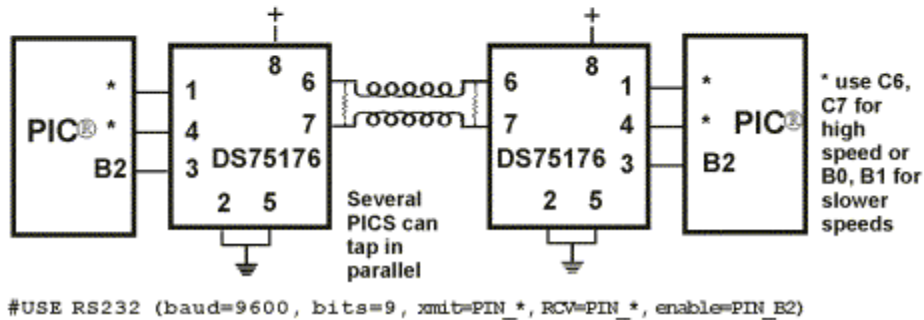 +
+
PIC®
*
*
B2
8
1
4
3
6
7
DS75176
2 5
Several
PICS can
tap in
parallel
8
6
7
1
4
3
DS75176
2 5
*
*
PIC®
B2
* use C6,
C7 for
high
speed or
B0, B1 for
slower
speeds
#USE RS232 (baud=9600, bits=9, xmit=PIN_*, RCV=PIN_*, enable=PIN_B2)